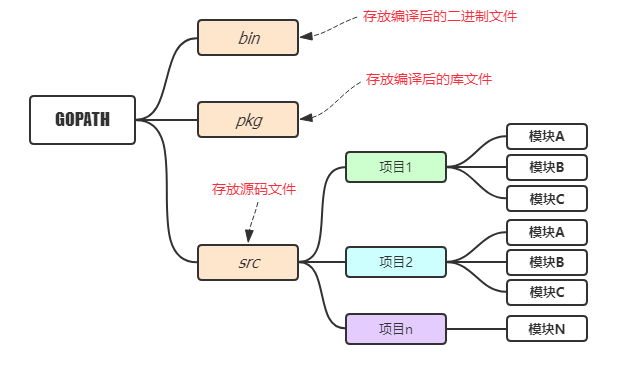 存放编译后的二进制文件
bin
存放编译后的库文件
GOPATH
pkg
模块A
项目1
模块B
存放源码文件
模块C
模块A
src
项目2
模块B
模块C
项目n
模块N